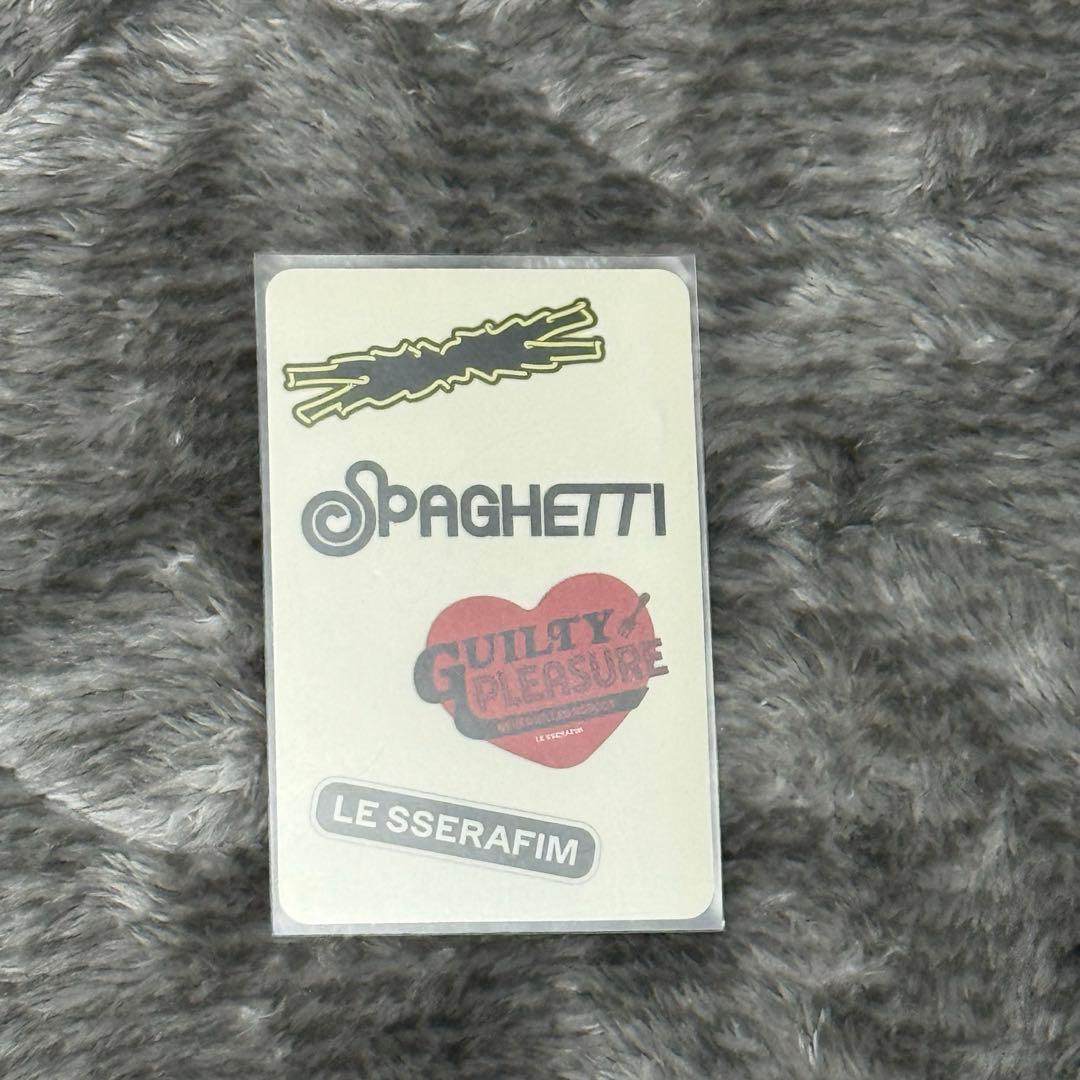 SPAGHETTI
GUILTY
PLEASURE
LE SSERAFIM
LE SSERAFIM